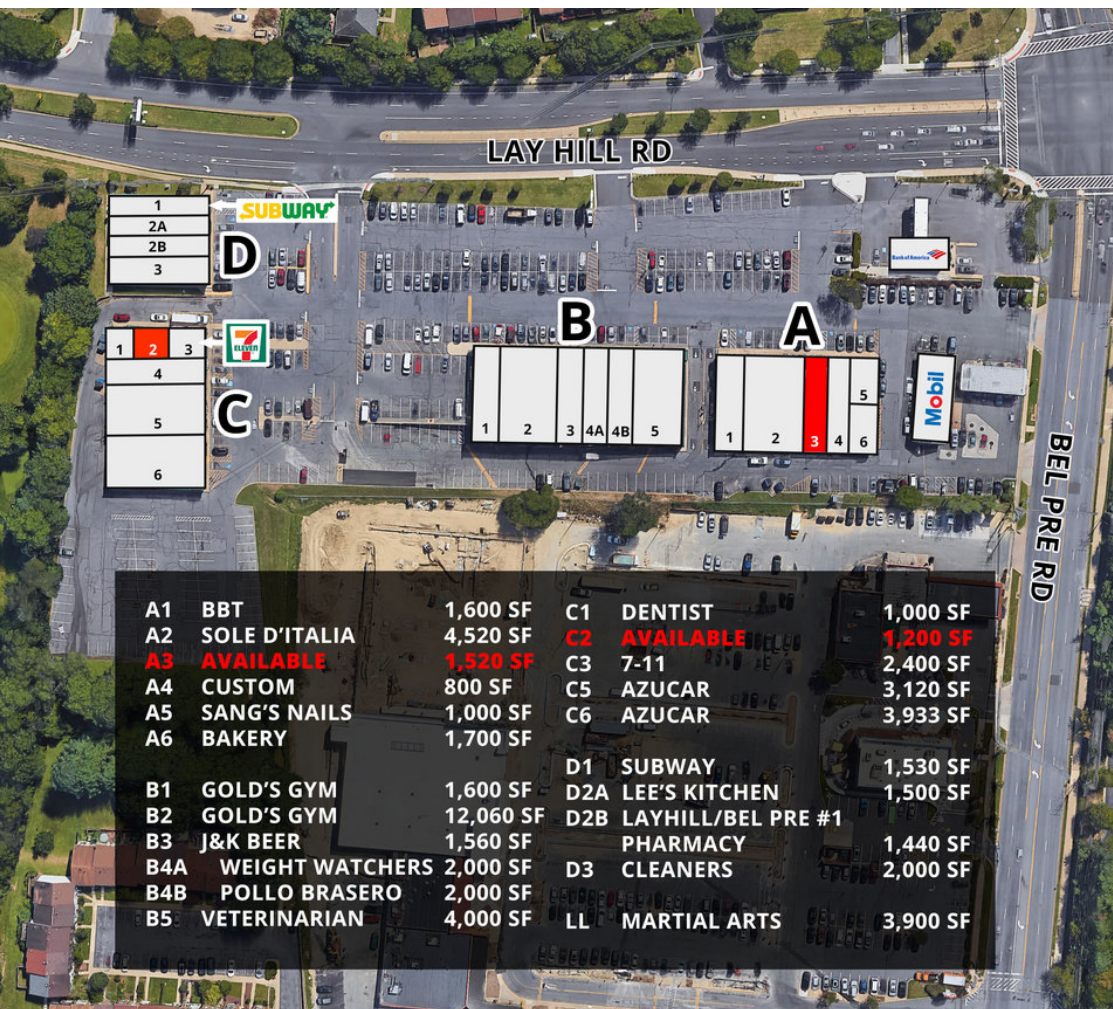 LAY HILL RD
1
SUBWAY
2A
2B
3
D
Bank of America
B
A
1 2 3
7
ELEVEN
4
5
6
C
1 2 3 4A 4B 5
1 2 3 4 5 6
Mobil
BEL PRE RD
A1 BBT 1,600 SF
A2 SOLE D'ITALIA 4,520 SF
A3 AVAILABLE 1,520 SF
A4 CUSTOM 800 SF
A5 SANG'S NAILS 1,000 SF
A6 BAKERY 1,700 SF
B1 GOLD'S GYM 1,600 SF
B2 GOLD'S GYM 12,060 SF
B3 J&K BEER 1,560 SF
B4A WEIGHT WATCHERS 2,000 SF
B4B POLLO BRASERO 2,000 SF
B5 VETERINARIAN 4,000 SF
C1 DENTIST 1,000 SF
C2 AVAILABLE 1,200 SF
C3 7-11 2,400 SF
C5 AZUCAR 3,120 SF
C6 AZUCAR 3,933 SF
D1 SUBWAY 1,530 SF
D2A LEE'S KITCHEN 1,500 SF
D2B LAYHILL/BEL PRE #1
PHARMACY 1,440 SF
D3 CLEANERS 2,000 SF
LL MARTIAL ARTS 3,900 SF